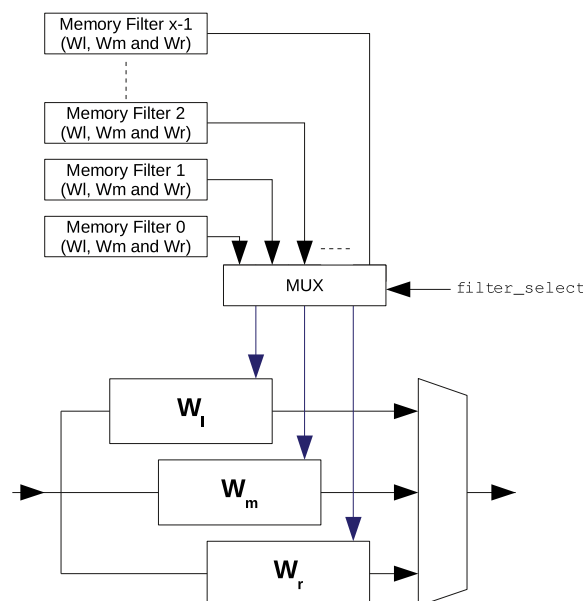 Memory Filter x-1
(Wl, Wm and Wr)
Memory Filter 2
(Wl, Wm and Wr)
Memory Filter 1
(Wl, Wm and Wr)
Memory Filter 0
(Wl, Wm and Wr)
MUX
filter_select
Wl
Wm
Wr